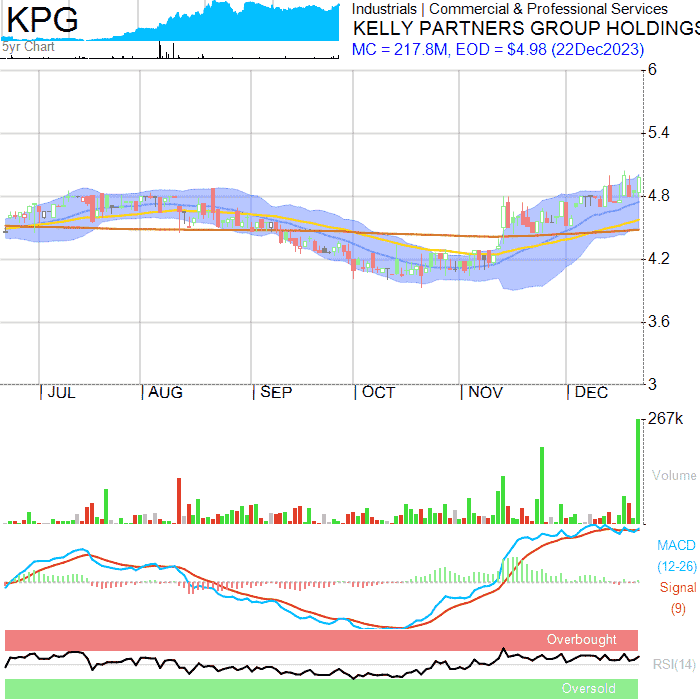 KPG
5yr Chart
Industrials | Commercial & Professional Services
KELLY PARTNERS GROUP HOLDINGS
MC = 217.8M, EOD = $4.98 (22Dec2023)
6
5.4
4.8
4.2
3.6
3
JUL AUG SEP OCT NOV DEC
267k
Volume
MACD
(12-26)
Signal
(9)
Overbought
RSI(14)
Oversold